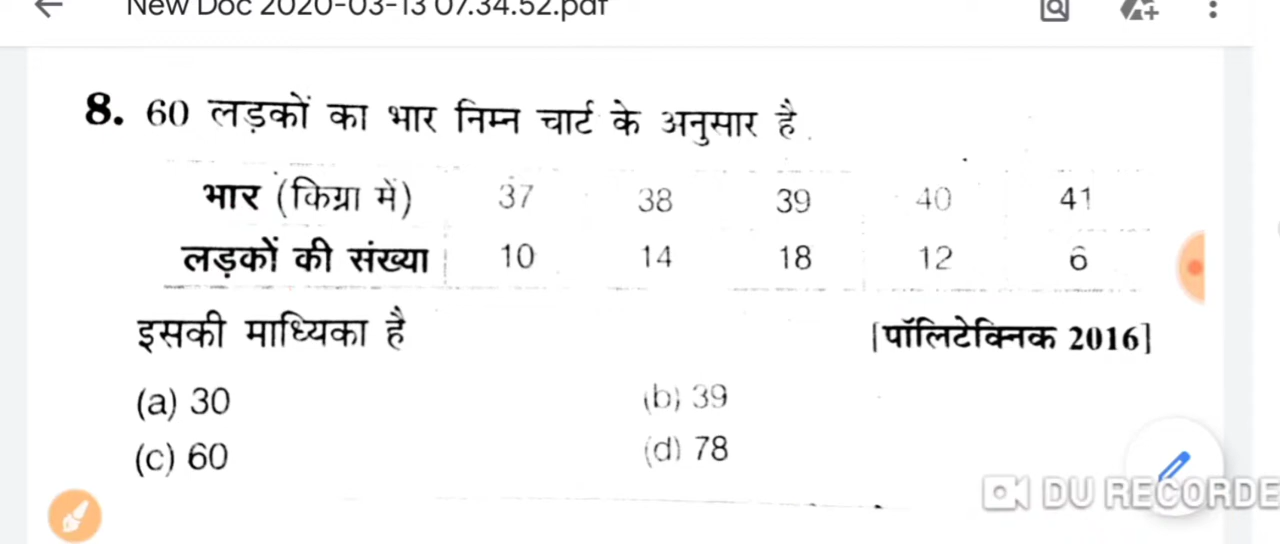 New Doc 2020-03-13 07.34.52.pdf
8. 60 लड़कों का भार निम्न चार्ट के अनुसार है
भार (किग्रा में) 37 38 39 40 41
लड़कों की संख्या 10 14 18 12 6
इसकी माध्यिका है [पॉलिटेक्निक 2016]
(a) 30 (b) 39
(c) 60 (d) 78
DU RECORDE